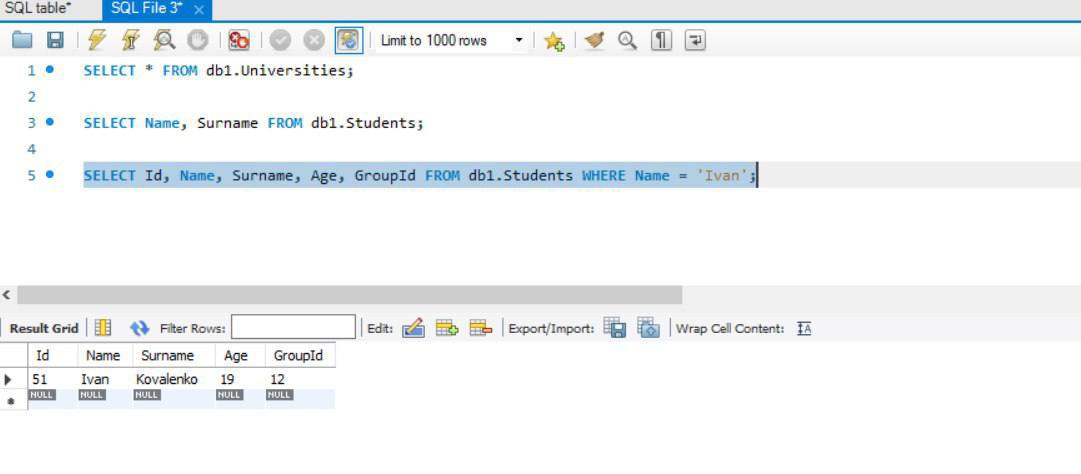 SQL table*
SQL File 3*
Limit to 1000 rows
1 SELECT * FROM db1.Universities;
2
3 SELECT Name, Surname FROM db1.Students;
4
5 SELECT Id, Name, Surname, Age, GroupId FROM db1.Students WHERE Name = 'Ivan';
Result Grid Filter Rows: Edit: Export/Import: Wrap Cell Content:
Id Name Surname Age GroupId
51 Ivan Kovalenko 19 12
NULL NULL NULL NULL NULL